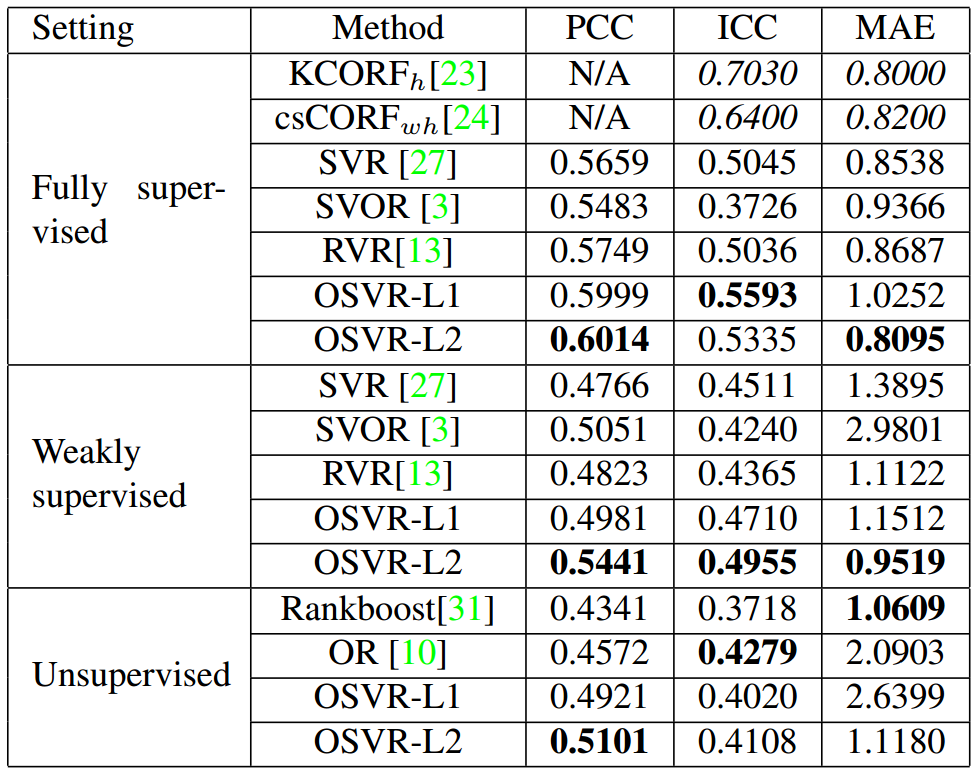 Setting Method PCC ICC MAE
Fully super-
vised
KCORFh[23] N/A 0.7030 0.8000
csCORFwh[24] N/A 0.6400 0.8200
SVR [27] 0.5659 0.5045 0.8538
SVOR [3] 0.5483 0.3726 0.9366
RVR[13] 0.5749 0.5036 0.8687
OSVR-L1 0.5999 0.5593 1.0252
OSVR-L2 0.6014 0.5335 0.8095
Weakly
supervised
SVR [27] 0.4766 0.4511 1.3895
SVOR [3] 0.5051 0.4240 2.9801
RVR[13] 0.4823 0.4365 1.1122
OSVR-L1 0.4981 0.4710 1.1512
OSVR-L2 0.5441 0.4955 0.9519
Unsupervised
Rankboost[31] 0.4341 0.3718 1.0609
OR [10] 0.4572 0.4279 2.0903
OSVR-L1 0.4921 0.4020 2.6399
OSVR-L2 0.5101 0.4108 1.1180